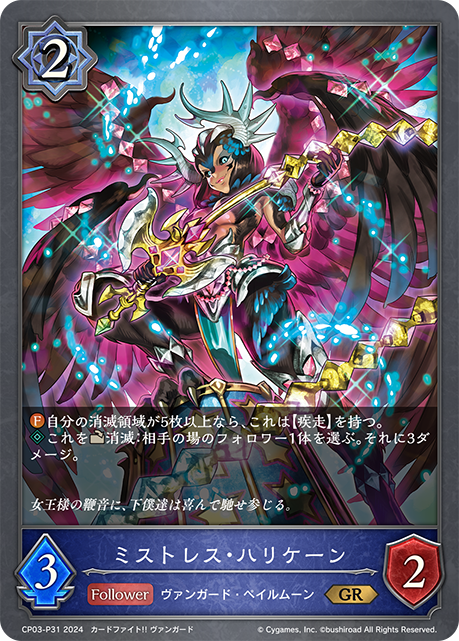 2
F自分の消滅領域が5枚以上なら、これは【疾走】を持つ。
これを消滅:相手の場のフォロワー1体を選ぶ。それに3ダ
メージ。
女王様の鞭音に、下僕達は喜んで馳せ参じる。
ミストレス・ハリケーン
3
Follower ヴァンガード・ペイルムーン GR
2
CP03-P31 2024 カードファイト!! ヴァンガード
© Cygames, Inc. ©bushiroad All Rights Reserved.